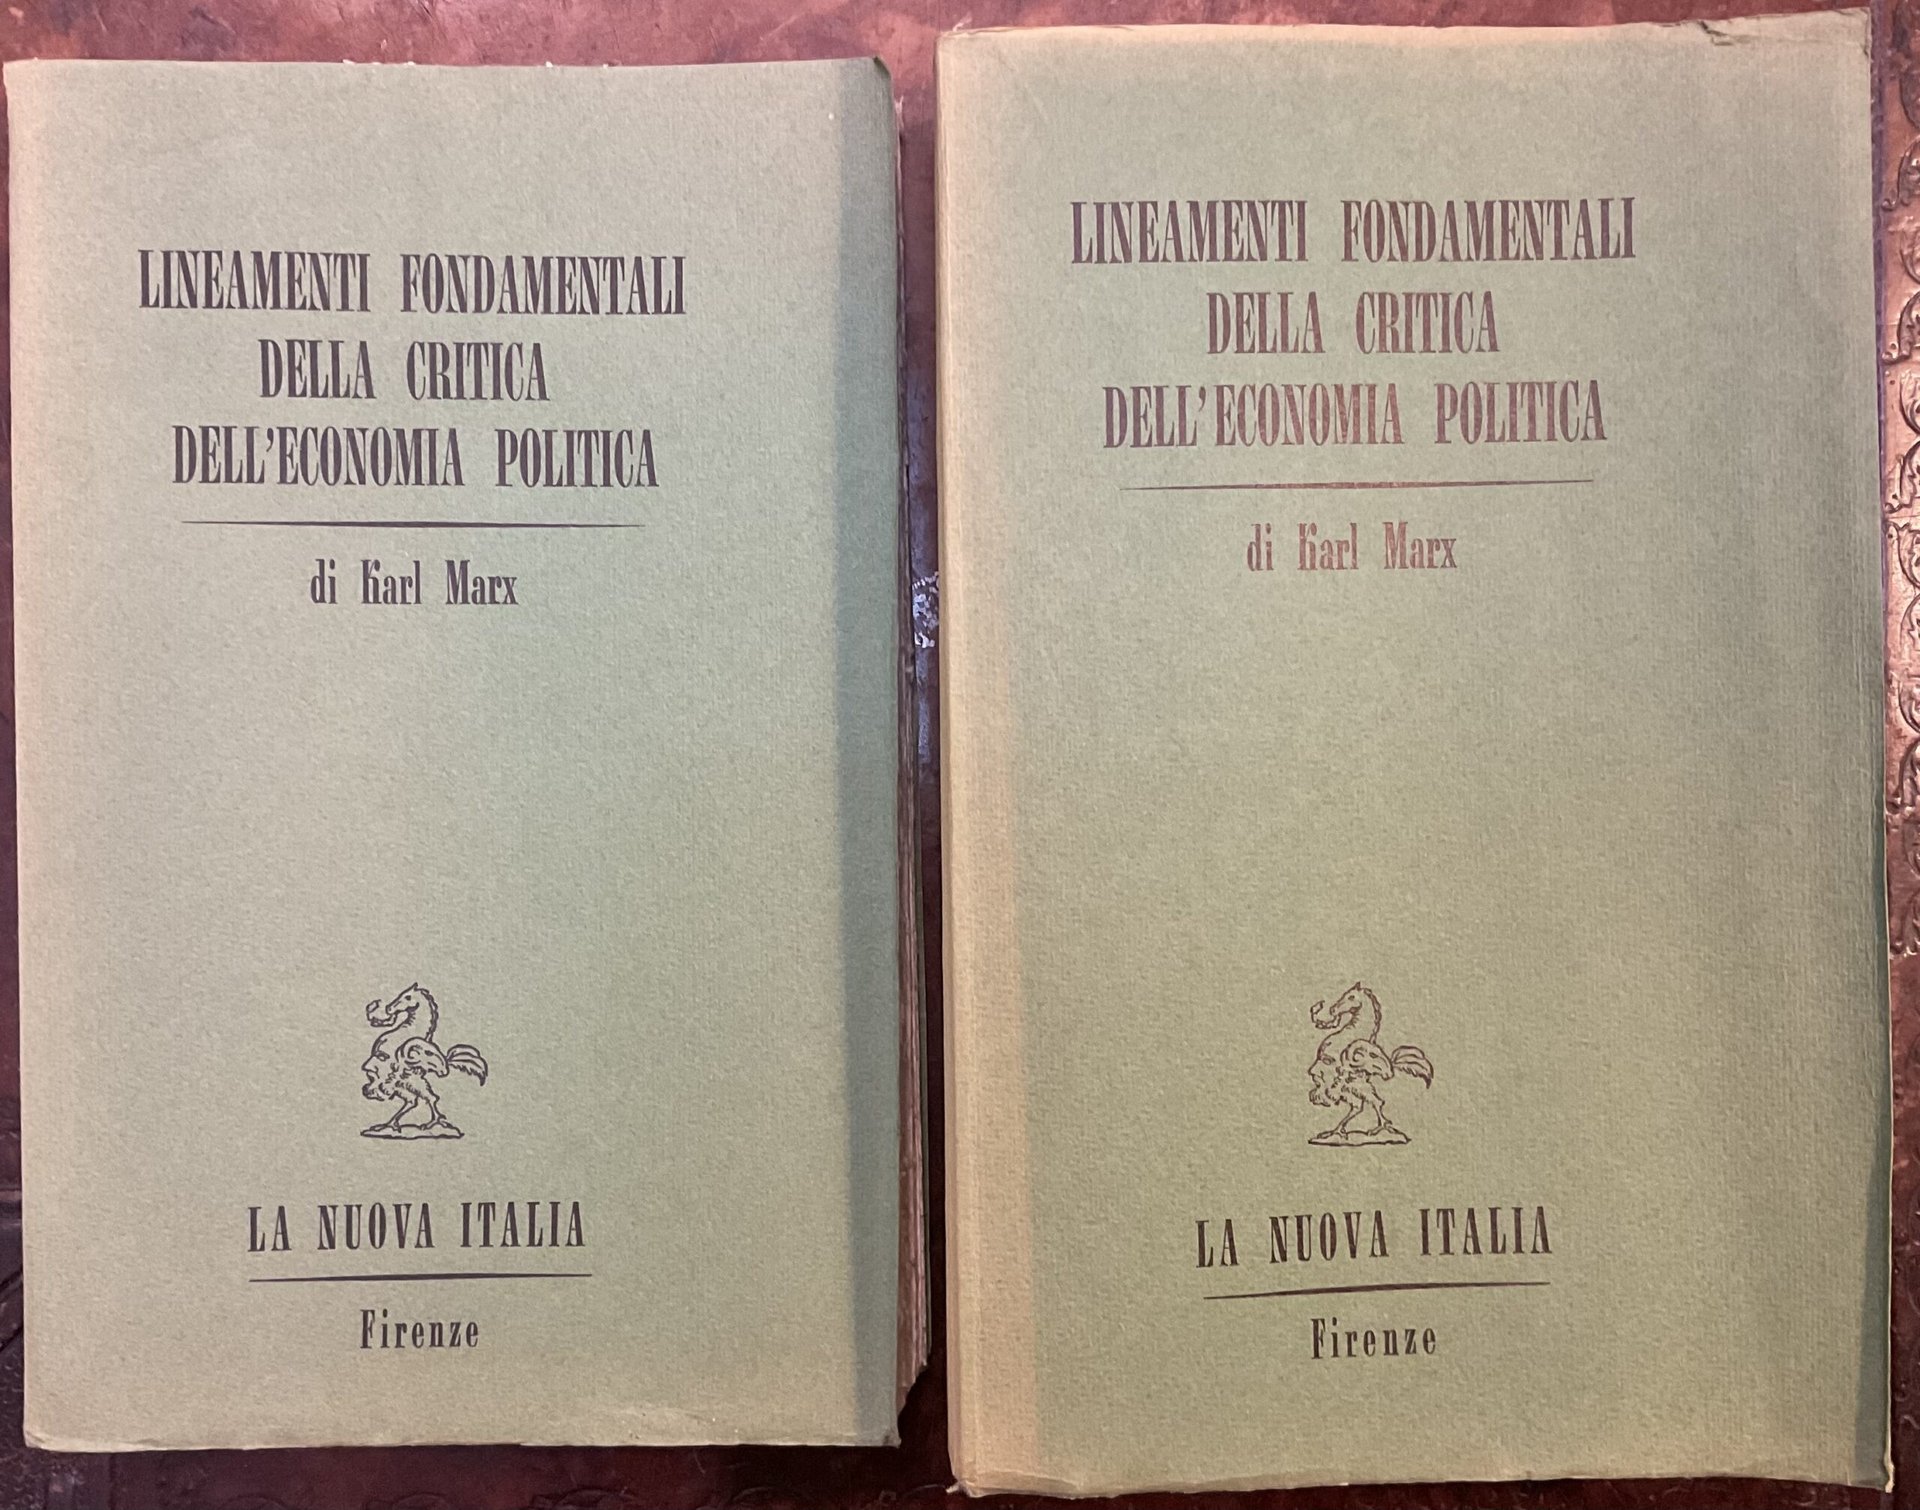 LINEAMENTI FONDAMENTALI
DELLA CRITICA
DELL'ECONOMIA POLITICA
di Karl Marx
LA NUOVA ITALIA
Firenze
LINEAMENTI FONDAMENTALI
DELLA CRITICA
DELL'ECONOMIA POLITICA
di Karl Marx
LA NUOVA ITALIA
Firenze